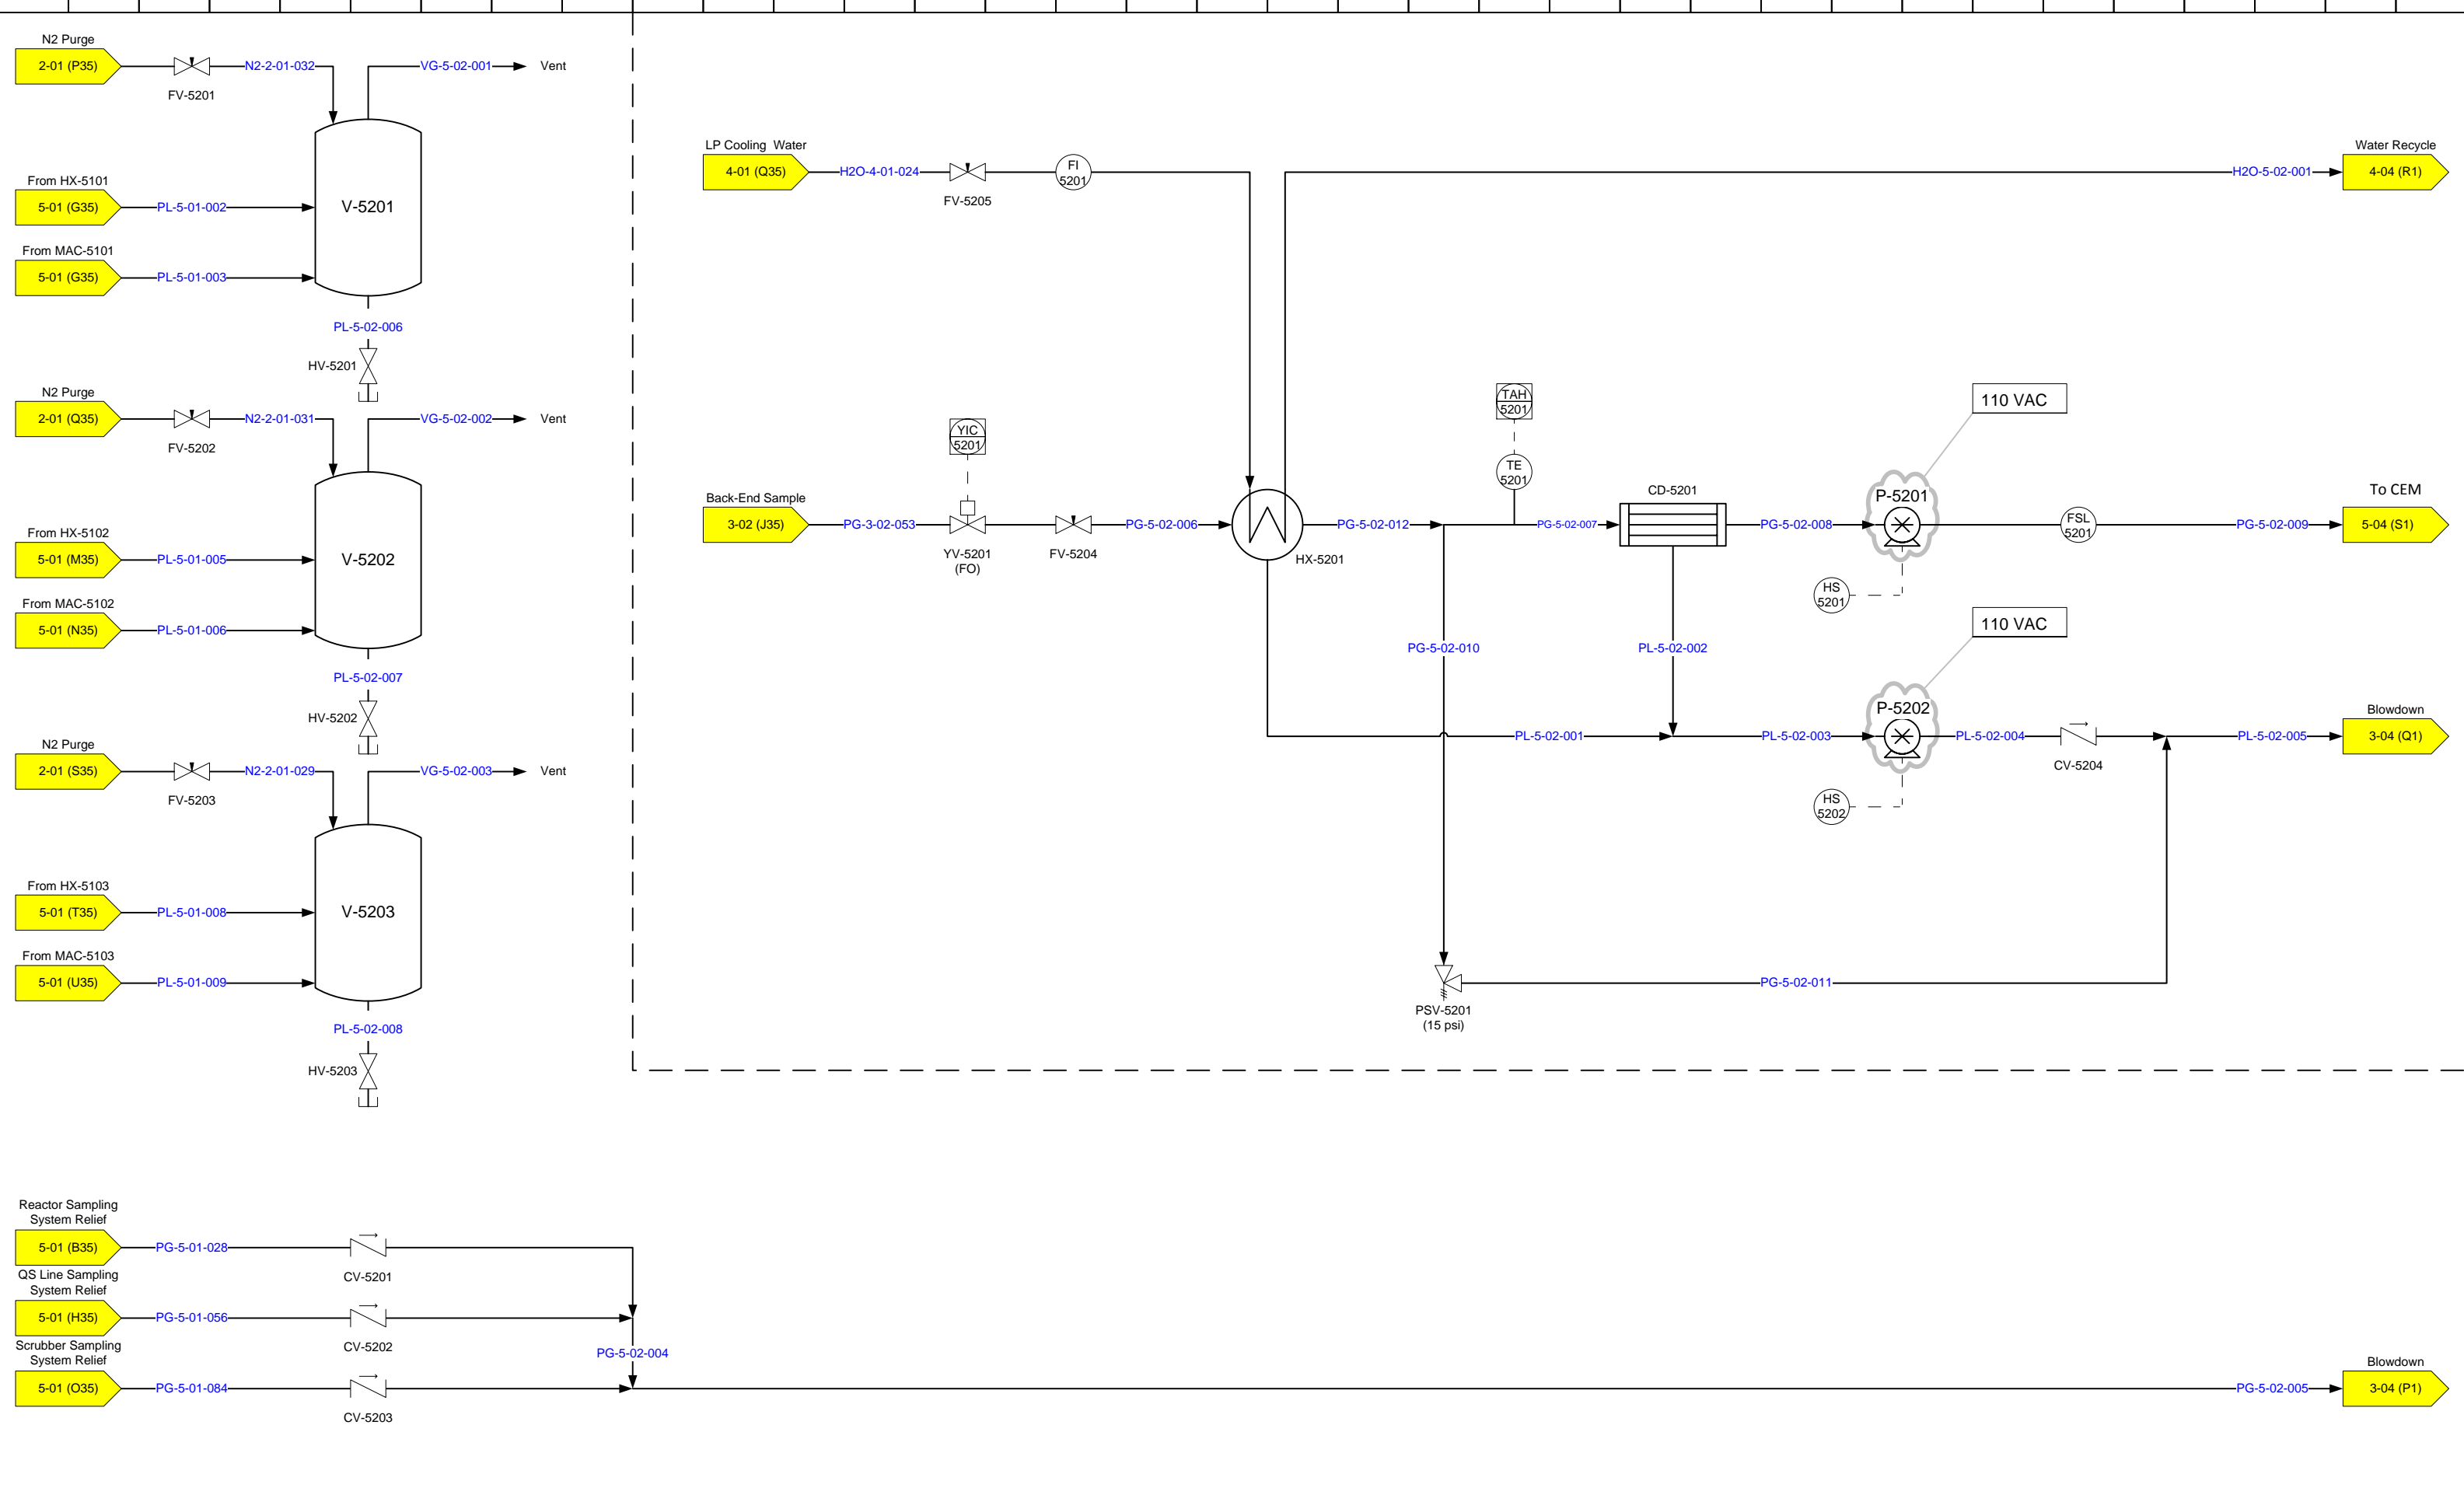 N2 Purge
2-01 (P35)
N2-2-01-032
FV-5201
VG-5-02-001
Vent
From HX-5101
5-01 (G35)
PL-5-01-002
V-5201
From MAC-5101
5-01 (G35)
PL-5-01-003
PL-5-02-006
HV-5201
N2 Purge
2-01 (Q35)
N2-2-01-031
FV-5202
VG-5-02-002
Vent
From HX-5102
5-01 (M35)
PL-5-01-005
V-5202
From MAC-5102
5-01 (N35)
PL-5-01-006
PL-5-02-007
HV-5202
N2 Purge
2-01 (S35)
N2-2-01-029
FV-5203
VG-5-02-003
Vent
From HX-5103
5-01 (T35)
PL-5-01-008
V-5203
From MAC-5103
5-01 (U35)
PL-5-01-009
PL-5-02-008
HV-5203
LP Cooling Water
4-01 (Q35)
H2O-4-01-024
FV-5205
FI
5201
H2O-5-02-001
Water Recycle
4-04 (R1)
YIC
5201
Back-End Sample
3-02 (J35)
PG-3-02-053
YV-5201
(FO)
FV-5204
PG-5-02-006
HX-5201
PG-5-02-012
TAH
5201
TE
5201
PG-5-02-007
CD-5201
PG-5-02-008
110 VAC
P-5201
HS
5201
FSL
5201
PG-5-02-009
To CEM
5-04 (S1)
PG-5-02-010
PL-5-02-002
110 VAC
PL-5-02-001
PL-5-02-003
P-5202
PL-5-02-004
HS
5202
CV-5204
PL-5-02-005
Blowdown
3-04 (Q1)
PSV-5201
(15 psi)
PG-5-02-011
Reactor Sampling
System Relief
5-01 (B35)
PG-5-01-028
CV-5201
QS Line Sampling
System Relief
5-01 (H35)
PG-5-01-056
CV-5202
PG-5-02-004
Scrubber Sampling
System Relief
5-01 (O35)
PG-5-01-084
CV-5203
PG-5-02-005
Blowdown
3-04 (P1)